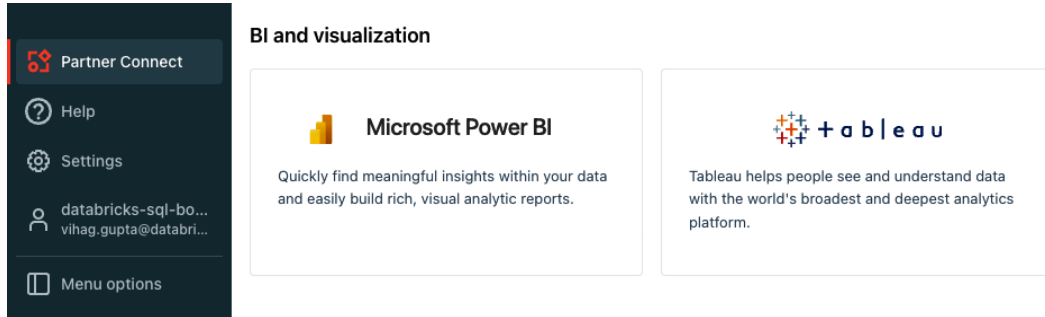 BI and visualization
Partner Connect
Help
Settings
databricks-sql-bo...
vihag.gupta@databri...
Menu options
Microsoft Power BI
Quickly find meaningful insights within your data
and easily build rich, visual analytic reports.
+ableau
Tableau helps people see and understand data
with the world's broadest and deepest analytics
platform.